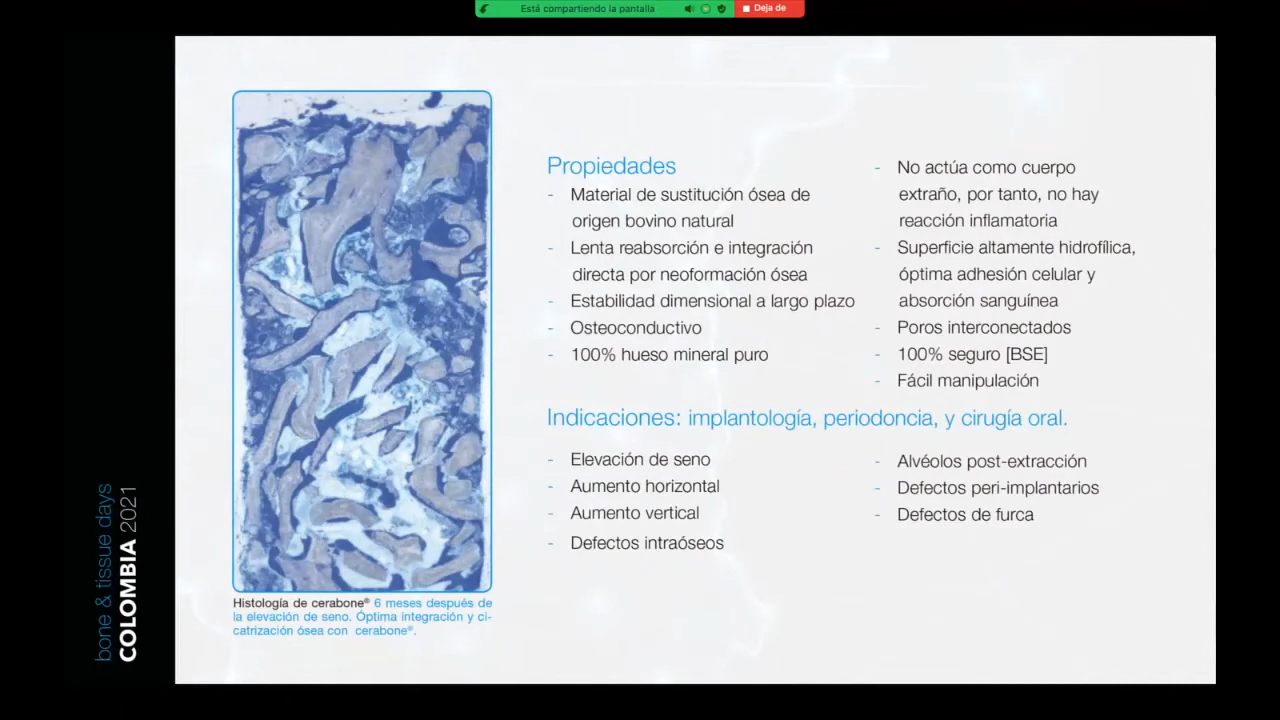 Está compartiendo la pantalla
Deja de
Propiedades
- Material de sustitución ósea de
origen bovino natural
- Lenta reabsorción e integración
directa por neoformación ósea
- Estabilidad dimensional a largo plazo
- Osteoconductivo
- 100% hueso mineral puro
- No actúa como cuerpo
extraño, por tanto, no hay
reacción inflamatoria
- Superficie altamente hidrofílica,
óptima adhesión celular y
absorción sanguínea
- Poros interconectados
- 100% seguro [BSE]
- Fácil manipulación
Indicaciones: implantología, periodoncia, y cirugía oral.
- Elevación de seno
- Aumento horizontal
- Aumento vertical
- Defectos intraóseos
- Alvéolos post-extracción
- Defectos peri-implantarios
- Defectos de furca
Histología de cerabone® 6 meses después de
la elevación de seno. Óptima integración y ci-
catrización ósea con cerabone®.
bone & tissue days
COLOMBIA 2021